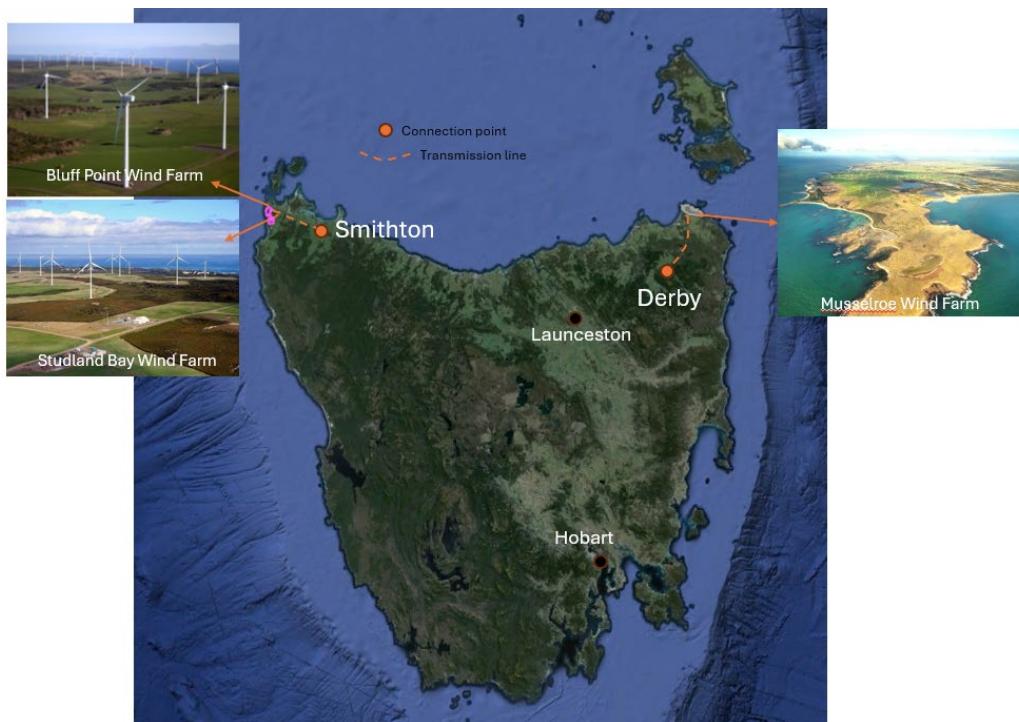 Bluff Point Wind Farm
Connection point
Transmission line
Studland Bay Wind Farm
Smithton
Musselroe Wind Farm
Derby
Launceston
Hobart